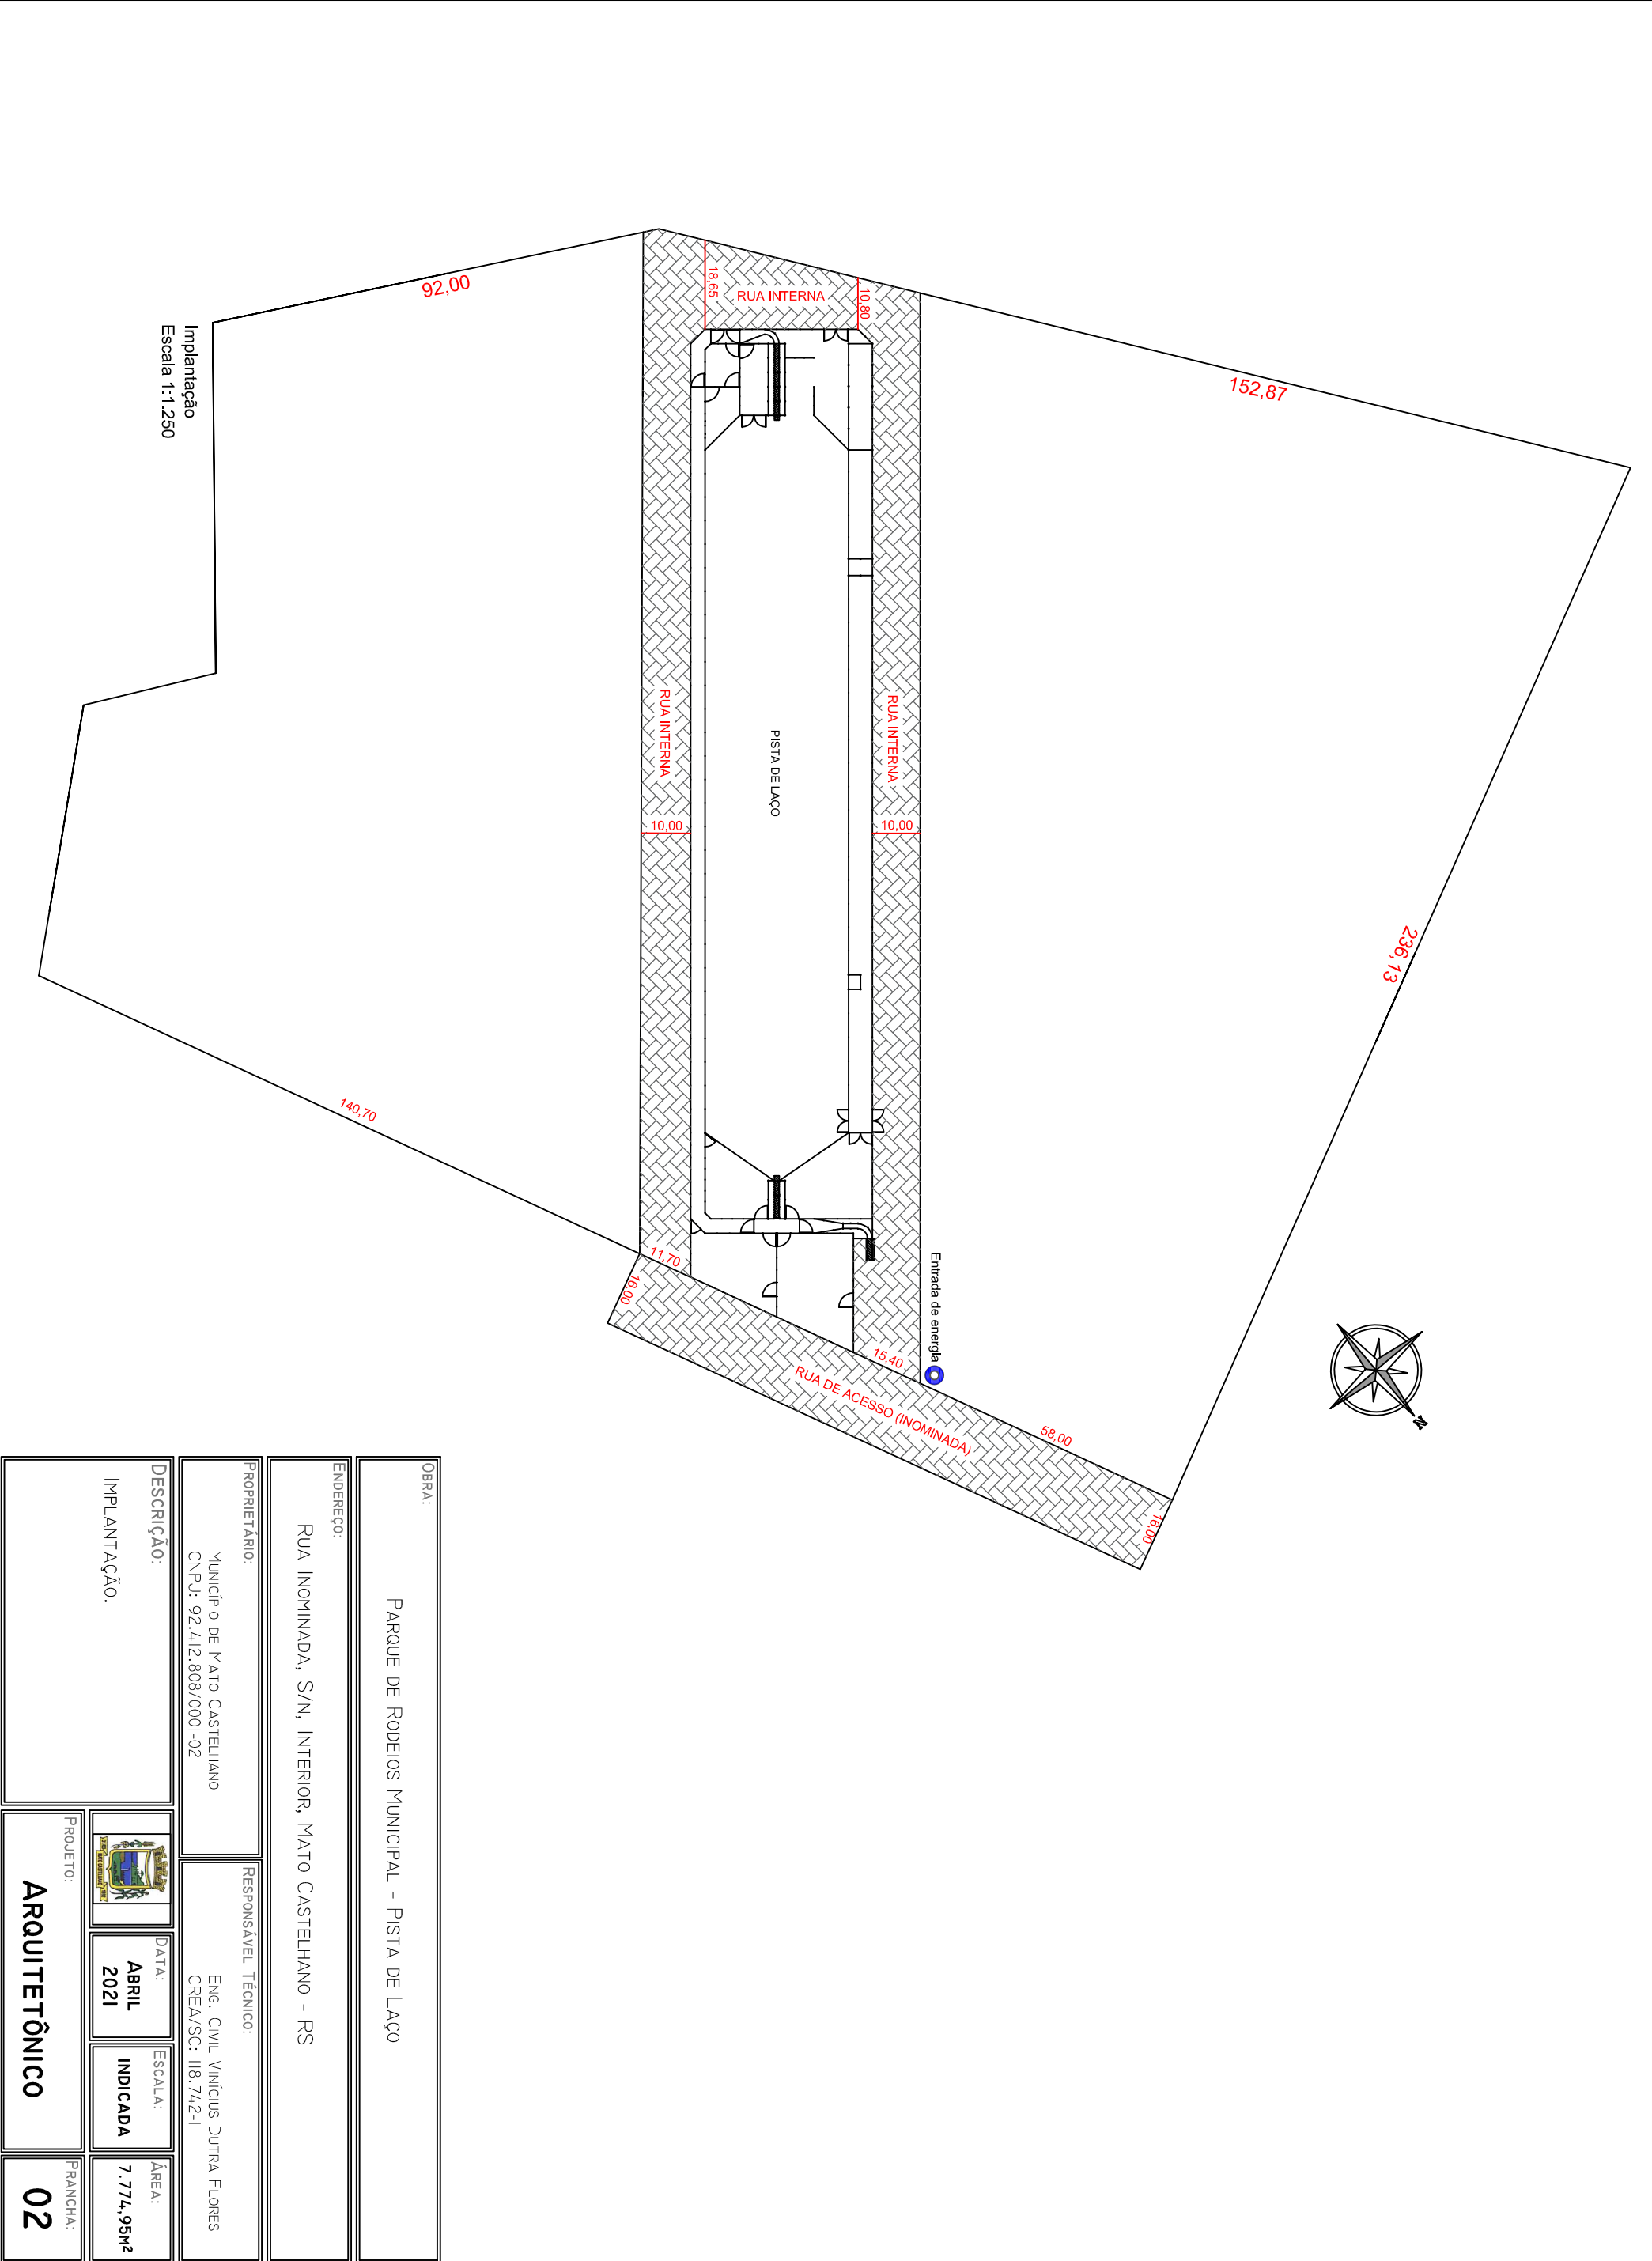 92,00
18,65
RUA INTERNA
10,80
152,87
Implantação
Escala 1:1.250
RUA INTERNA
RUA INTERNA
PISTA DE LAÇO
10,00
10,00
236,13
140,70
11,70
16,00
15,40
Entrada de energia
RUA DE ACESSO (INOMINADA)
58,00
16,00
N
OBRA:
PARQUE DE RODEIOS MUNICIPAL - PISTA DE LAÇO
ENDEREÇO:
RUA INOMINADA, S/N, INTERIOR, MATO CASTELHANO - RS
PROPRIETÁRIO:
MUNICÍPIO DE MATO CASTELHANO
CNPJ: 92.412.808/0001-02
RESPONSÁVEL TÉCNICO:
ENG. CIVIL VINÍCIUS DUTRA FLORES
CREA/SC: 118.742-1
DESCRIÇÃO:
IMPLANTAÇÃO.
DATA:
ABRIL
2021
ESCALA:
INDICADA
ÁREA:
7.774,95M²
PROJETO:
ARQUITETÔNICO
PRANCHA:
02